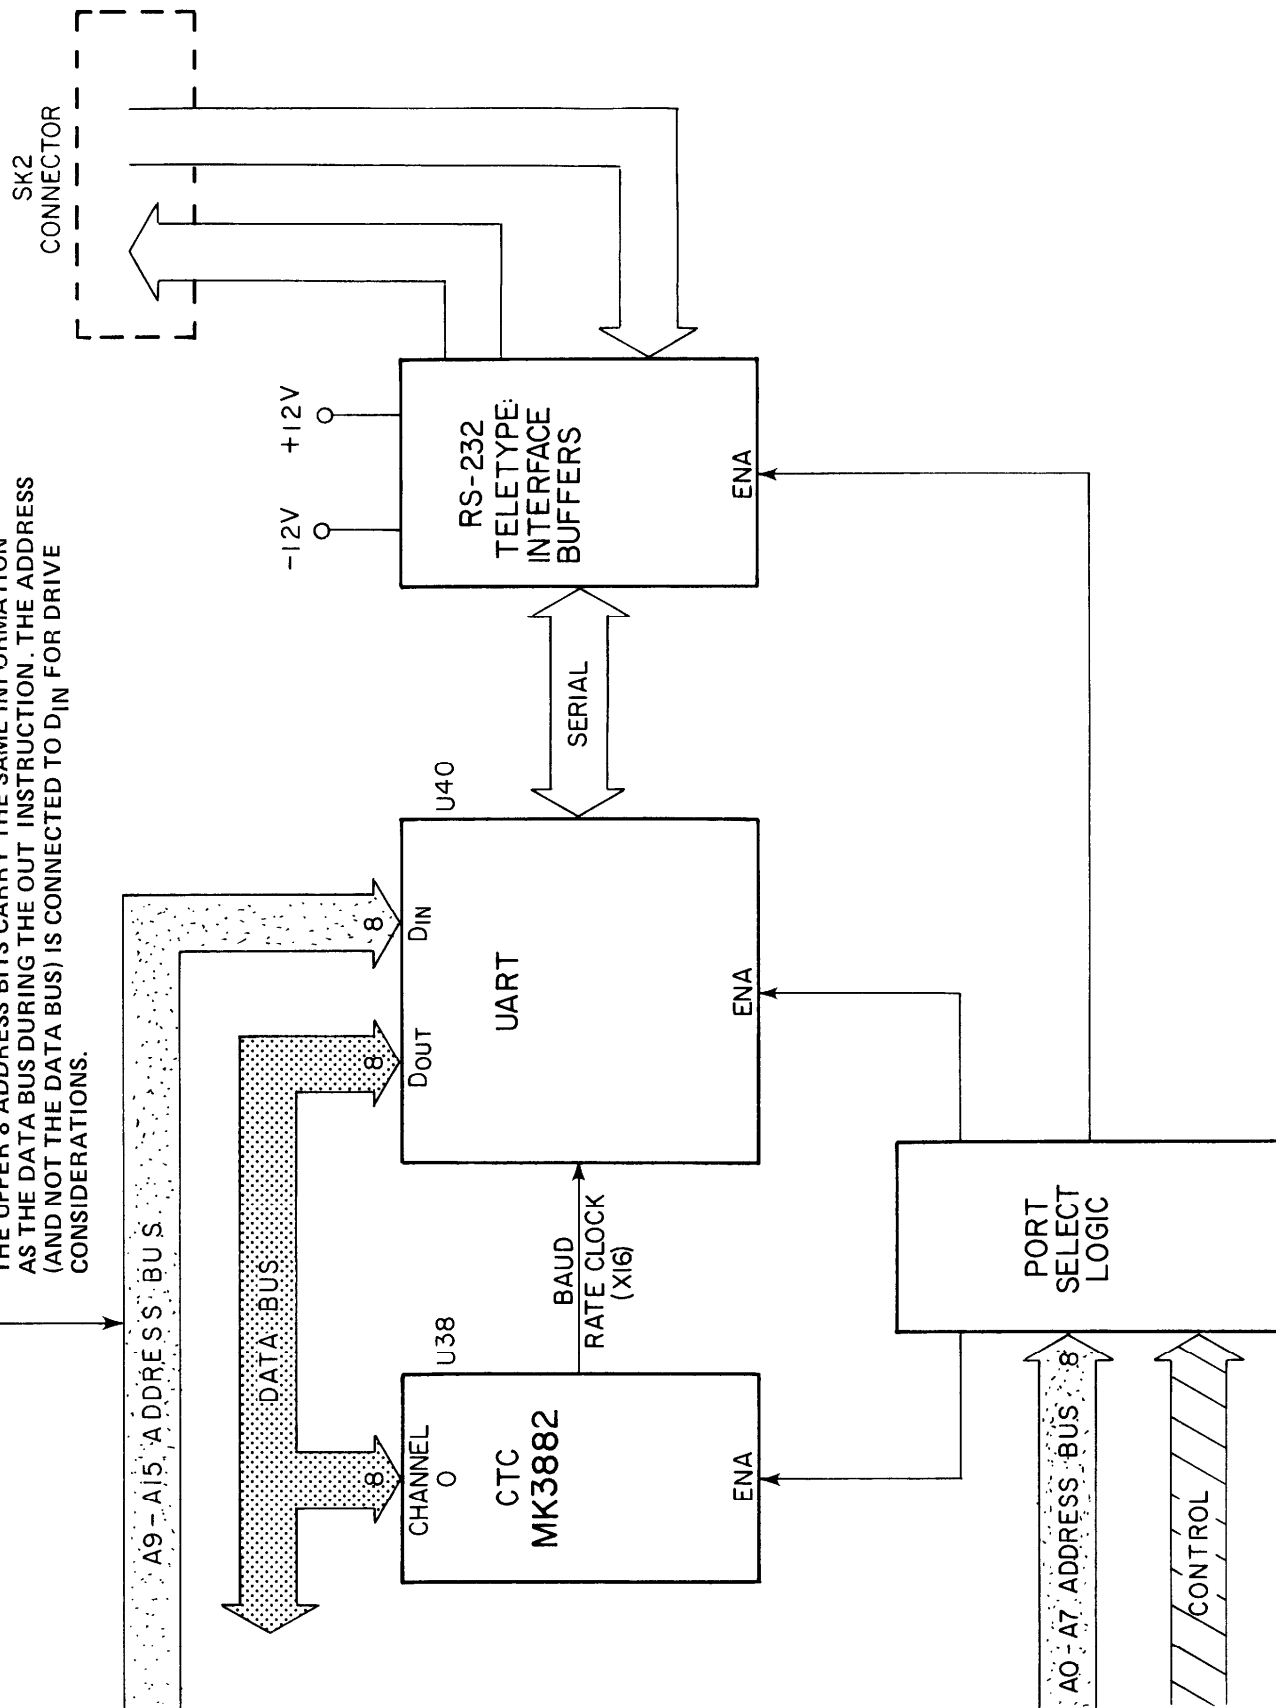 THE UPPER 8 ADDRESS BITS CARRY THE SAME INFORMATION
AS THE DATA BUS DURING THE OUT INSTRUCTION. THE ADDRESS
(AND NOT THE DATA BUS) IS CONNECTED TO DIN FOR DRIVE
CONSIDERATIONS.
A9-A15 ADDRESS BUS
DATA BUS
SK2
CONNECTOR
-12V
+12V
8
CHANNEL
0
CTC
MK3882
ENA
U38
BAUD
RATE CLOCK
(X16)
8
8
DOUT
DIN
UART
ENA
U40
SERIAL
RS-232
TELETYPE:
INTERFACE
BUFFERS
ENA
A0-A7 ADDRESS BUS
8
CONTROL
PORT
SELECT
LOGIC